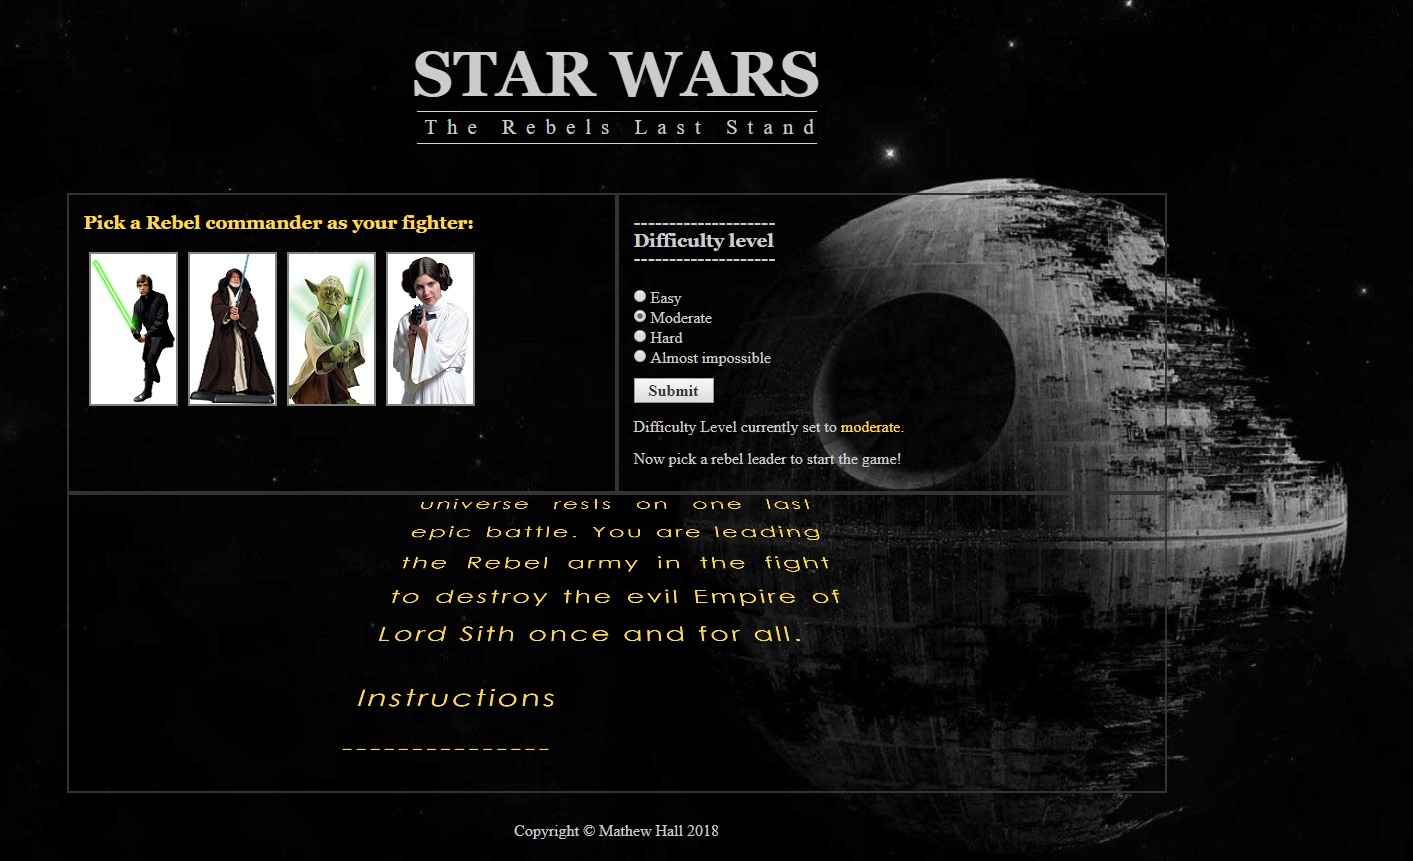 STAR WARS
The Rebels Last Stand
Pick a Rebel commander as your fighter:
--------------------
Difficulty level
--------------------
Easy
Moderate
Hard
Almost impossible
Submit
Difficulty Level currently set to moderate.
Now pick a rebel leader to start the game!
universe rests on one last
epic battle. You are leading
the Rebel army in the fight
to destroy the evil Empire of
Lord Sith once and for all.
Instructions
---------------
Copyright © Mathew Hall 2018